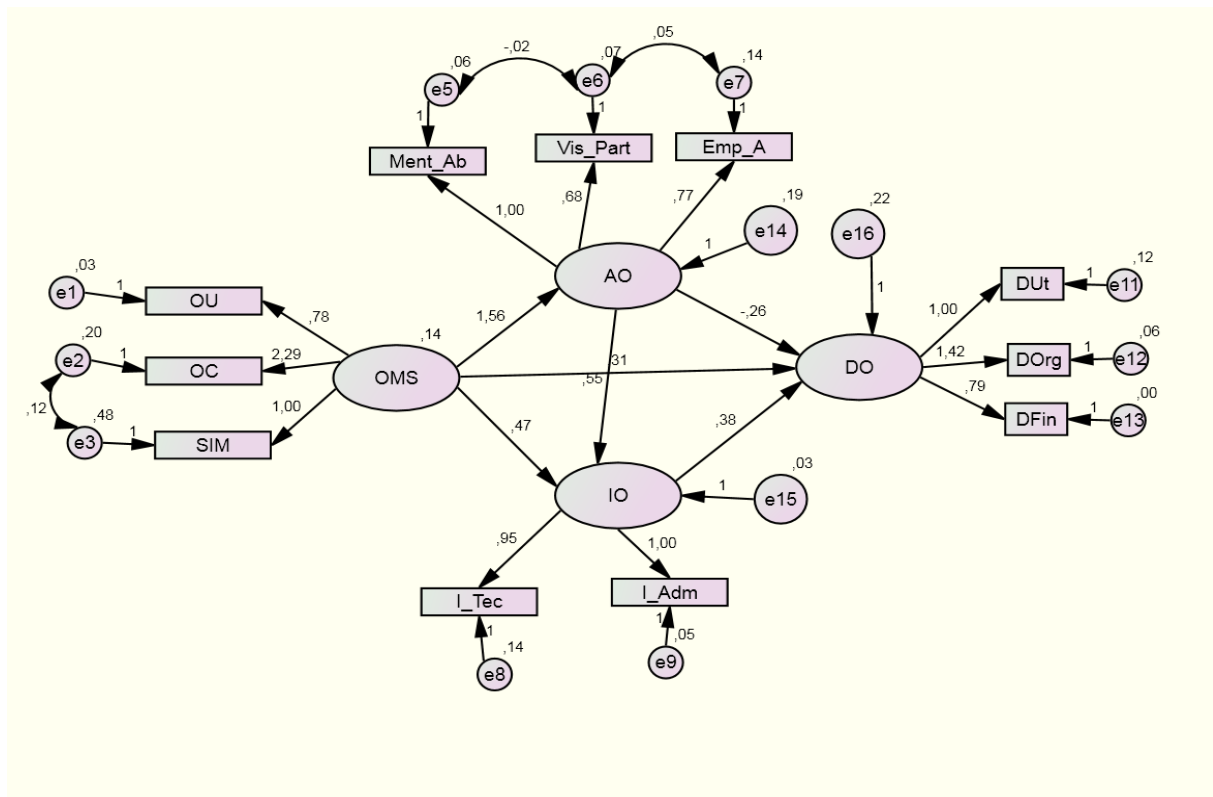 -,02
,05
,06
,07
,14
e5
e6
e7
1
1
1
Ment_Ab
Vis_Part
Emp_A
1,00
,68
,77
,19
,22
e14
e16
1
1
AO
,03
e1
1
OU
,78
1,56
-,26
,12
DUt
1
e11
1,00
,20
e2
1
OC
2,29
,14
OMS
,31
,55
DO
1,42
DOrg
1
,06
e12
,12
,48
e3
1
SIM
1,00
,47
,38
,79
DFin
1
,00
e13
IO
1
,03
e15
,95
1,00
I_Tec
I_Adm
1
1
,14
,05
e8
e9